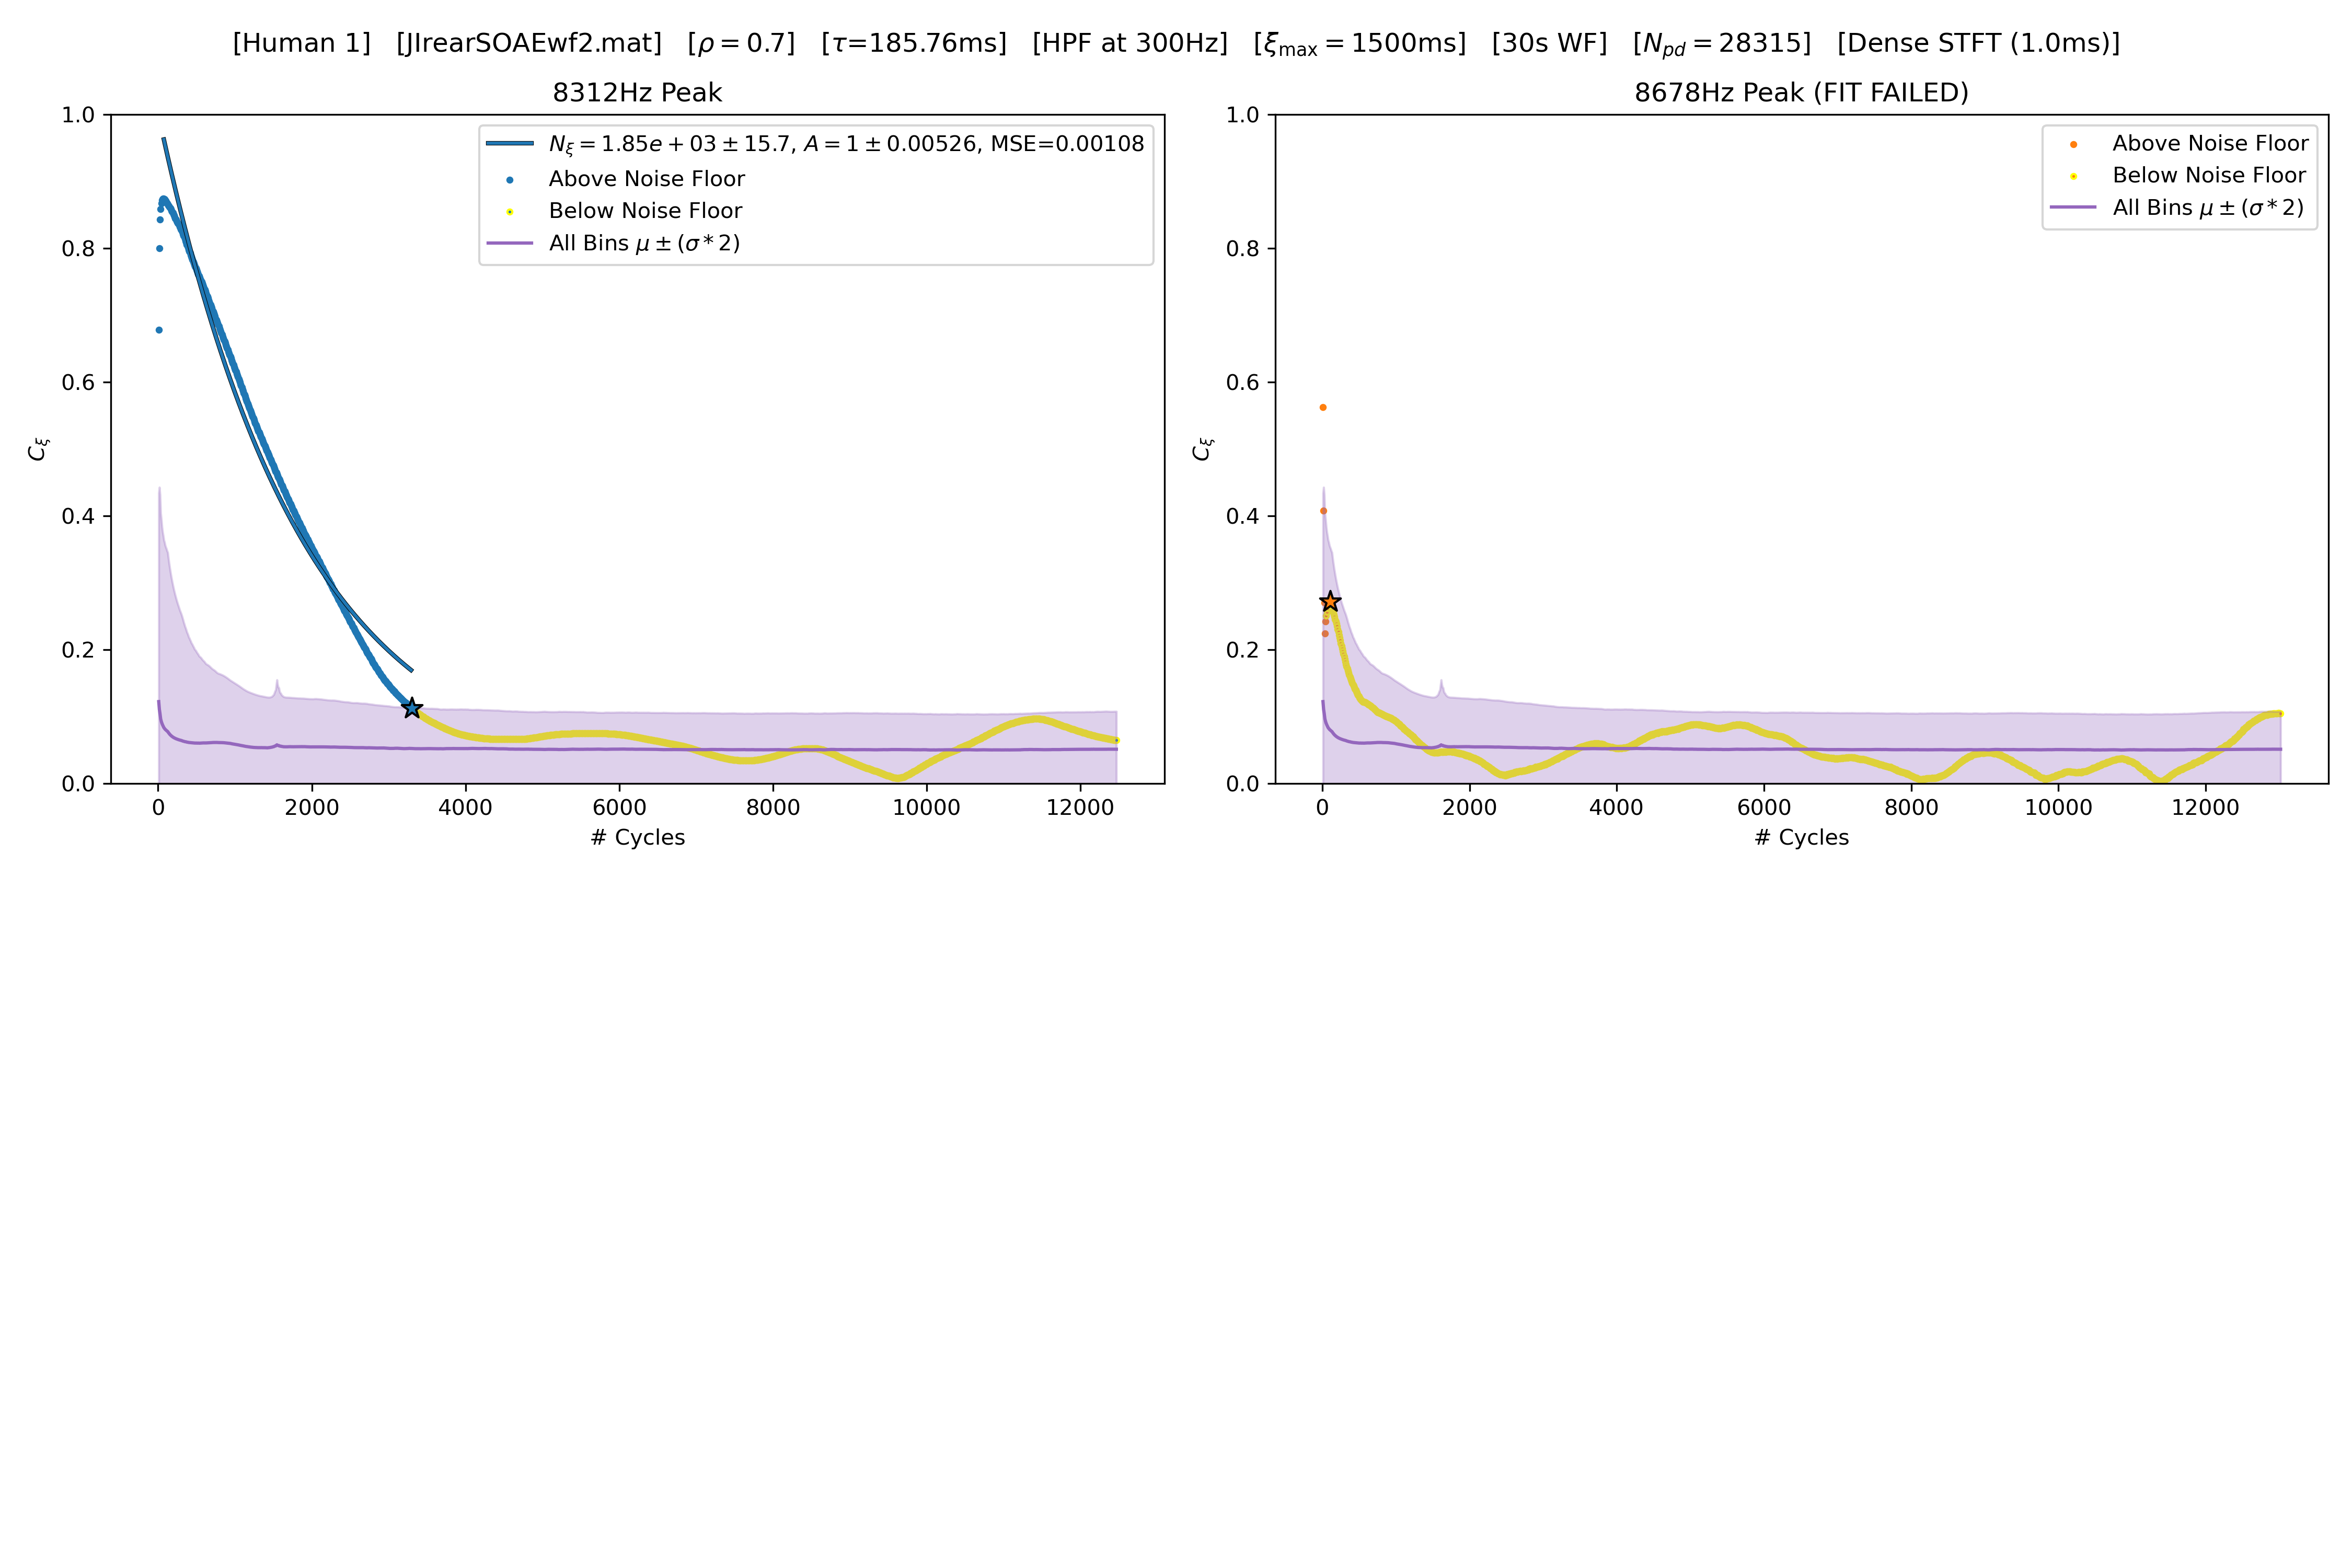 [Human 1] [JIrearSOAEwf2.mat] [ρ = 0.7] [τ=185.76ms] [HPF at 300Hz] [ξmax = 1500ms] [30s WF] [Npd = 28315] [Dense STFT (1.0ms)]
8312Hz Peak
1.0
0.8
0.6
0.4
0.2
0.0
Cξ
Nξ = 1.85e + 03 ± 15.7, A = 1 ± 0.00526, MSE=0.00108
Above Noise Floor
Below Noise Floor
All Bins μ ± (σ * 2)
0 2000 4000 6000 8000 10000 12000
# Cycles
8678Hz Peak (FIT FAILED)
1.0
0.8
0.6
0.4
0.2
0.0
Cξ
Above Noise Floor
Below Noise Floor
All Bins μ ± (σ * 2)
0 2000 4000 6000 8000 10000 12000
# Cycles